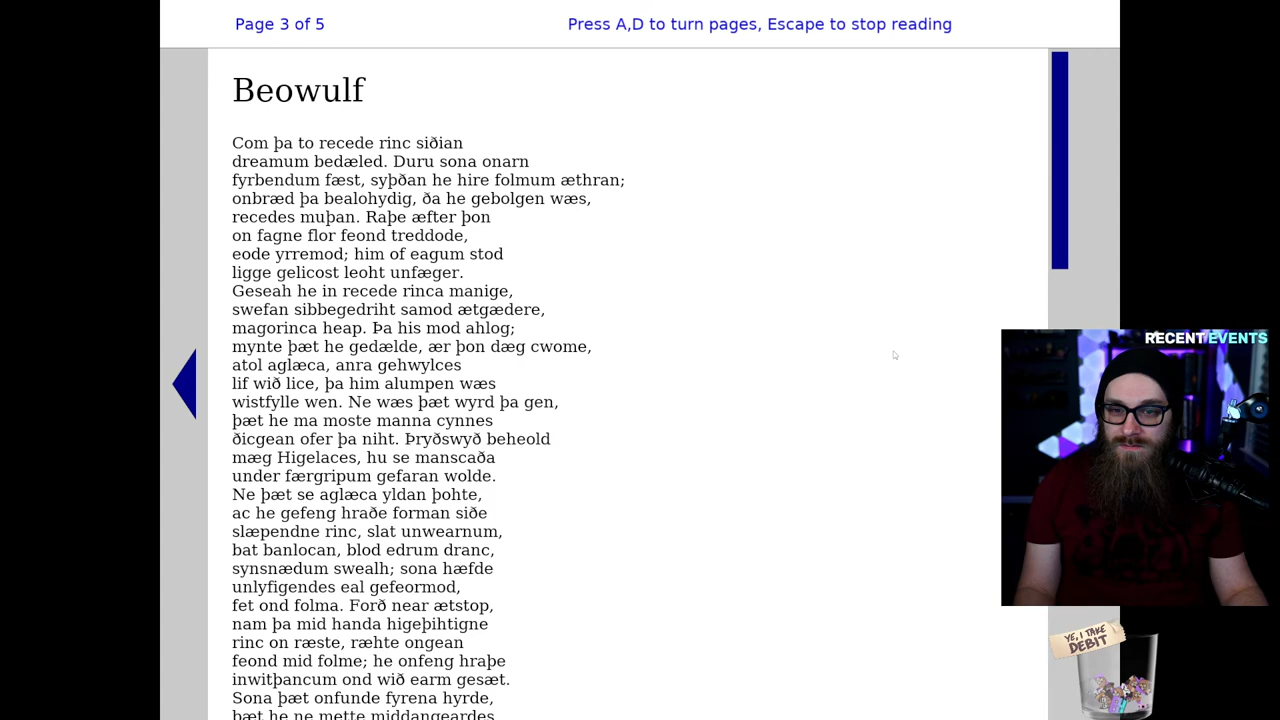 Page 3 of 5
Press A,D to turn pages, Escape to stop reading
Beowulf
Com þa to recede rinc siðian
dreamum bedæled. Duru sona onarn
fyrbendum fæst, syþðan he hire folmum æthran;
onbræd þa bealohydig, ða he gebolgen wæs,
recedes muþan. Raþe æfter þon
on fagne flor feond treddode,
eode yrremod; him of eagum stod
ligge gelicost leoht unfæger.
Geseah he in recede rinca manige,
swefan sibbegedriht samod ætgædere,
magorinca heap. Þa his mod ahlog;
mynte þæt he gedælde, ær þon dæg cwome,
atol aglæca, anra gehwylces
lif wið lice, þa him alumpen wæs
wistfylle wen. Ne wæs þæt wyrd þa gen,
þæt he ma moste manna cynnes
ðicgean ofer þa niht. Þryðswyð beheold
mæg Higelaces, hu se manscaða
under færgripum gefaran wolde.
Ne þæt se aglæca yldan þohte,
ac he gefeng hraðe forman siðe
slæpendne rinc, slat unwearnum,
bat banlocan, blod edrum dranc,
synsnædum swealh; sona hæfde
unlyfigendes eal gefeormod,
fet ond folma. Forð near ætstop,
nam þa mid handa higeþihtigne
rinc on ræste, ræhte ongean
feond mid folme; he onfeng hraþe
inwitþancum ond wið earm gesæt.
Sona þæt onfunde fyrena hyrde,
þæt he ne mette middangeardes
RECENT EVENTS
YE, I TAKE
DEBIT